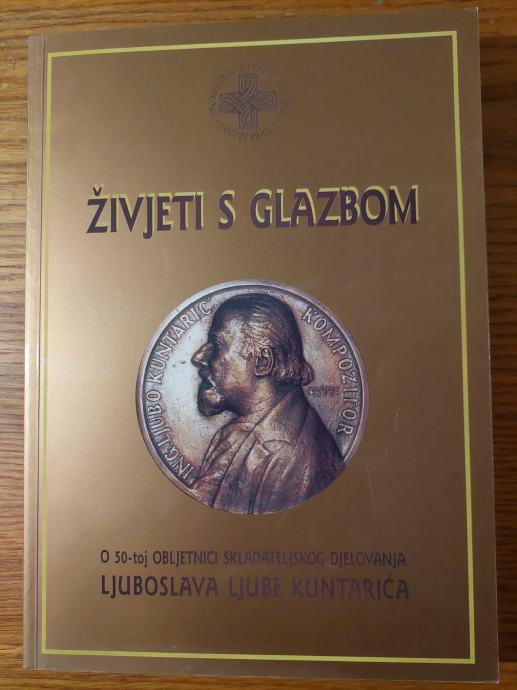 ŽIVJETI S GLAZBOM
ING. LJUBO KUNTARIĆ KOMPOZITOR
O 50-toj OBLJETNICI SKLADATELJSKOG DJELOVANJA
LJUBOSLAVA LJUBE KUNTARIĆA